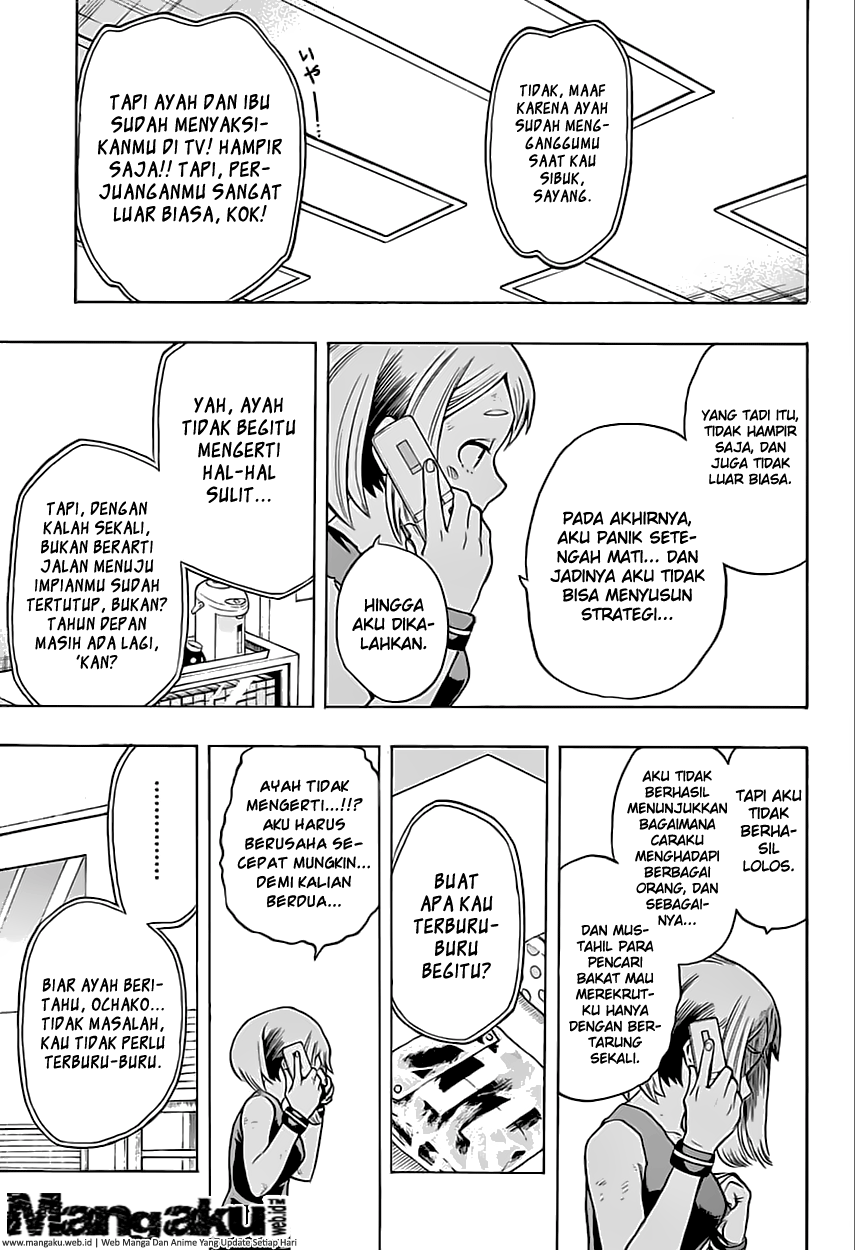 TIDAK, MAAF
KARENA AYAH
SUDAH MENG-
GANGGUMU
SAAT KAU
SIBUK,
SAYANG.
いやー
TAPI AYAH DAN IBU
SUDAH MENYAKSI-
KANMU DI TV! HAMPIR
SAJA!! TAPI, PER-
JUANGANMU SANGAT
LUAR BIASA, KOK!
YANG TADI ITU,
TIDAK HAMPIR
SAJA, DAN
JUGA TIDAK
LUAR BIASA.
PADA AKHIRNYA,
AKU PANIK SETE-
NGAH MATI... DAN
JADINYA AKU TIDAK
BISA MENYUSUN
STRATEGI...
HINGGA
AKU DIKA-
LAHKAN.
YAH, AYAH
TIDAK BEGITU
MENGERTI
HAL-HAL
SULIT...
TAPI, DENGAN
KALAH SEKALI,
BUKAN BERARTI
JALAN MENUJU
IMPIANMU SUDAH
TERTUTUP, BUKAN?
TAHUN DEPAN
MASIH ADA LAGI,
'KAN?
TAPI AKU
TIDAK
BERHA-
SIL
LOLOS.
AKU TIDAK
BERHASIL
MENUNJUKKAN
BAGAIMANA
CARAKU
MENGHADAPI
BERBAGAI
ORANG, DAN
SEBAGAI-
NYA...
DAN MUS-
TAHIL PARA
PENCARI
BAKAT MAU
MEREKRUT-
KU HANYA
DENGAN BER-
TARUNG
SEKALI.
BUAT
APA KAU
TERBURU-
BURU
BEGITU?
AYAH TIDAK
MENGERTI...!!?
AKU HARUS
BERUSAHA SE-
CEPAT MUNGKIN...
DEMI KALIAN
BERDUA...
..........
BIAR AYAH BERI-
TAHU, OCHAKO...
TIDAK MASALAH,
KAU TIDAK PERLU
TERBURU-BURU.
Mangaku
WEB.ID
www.mangaku.web.id | Web Manga Dan Anime Yang Update Setiap Hari